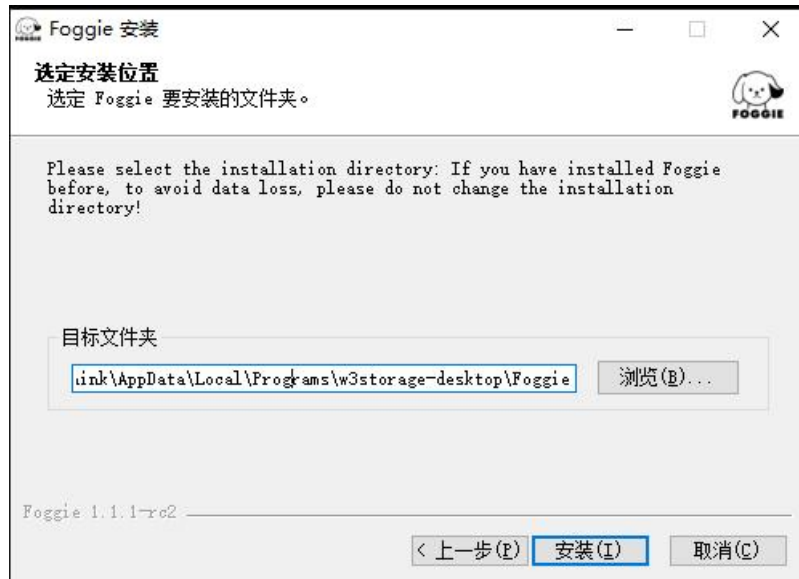 Foggie 安装
选定安装位置
选定 Foggie 要安装的文件夹。
FOGGIE
Please select the installation directory: If you have installed Foggie
before, to avoid data loss, please do not change the installation
directory!
目标文件夹
ink\AppData\Local\Programs\w3storage-desktop\Foggie
浏览(B)...
Foggie 1.1.1-rc2
< 上一步(P)
安装(I)
取消(C)